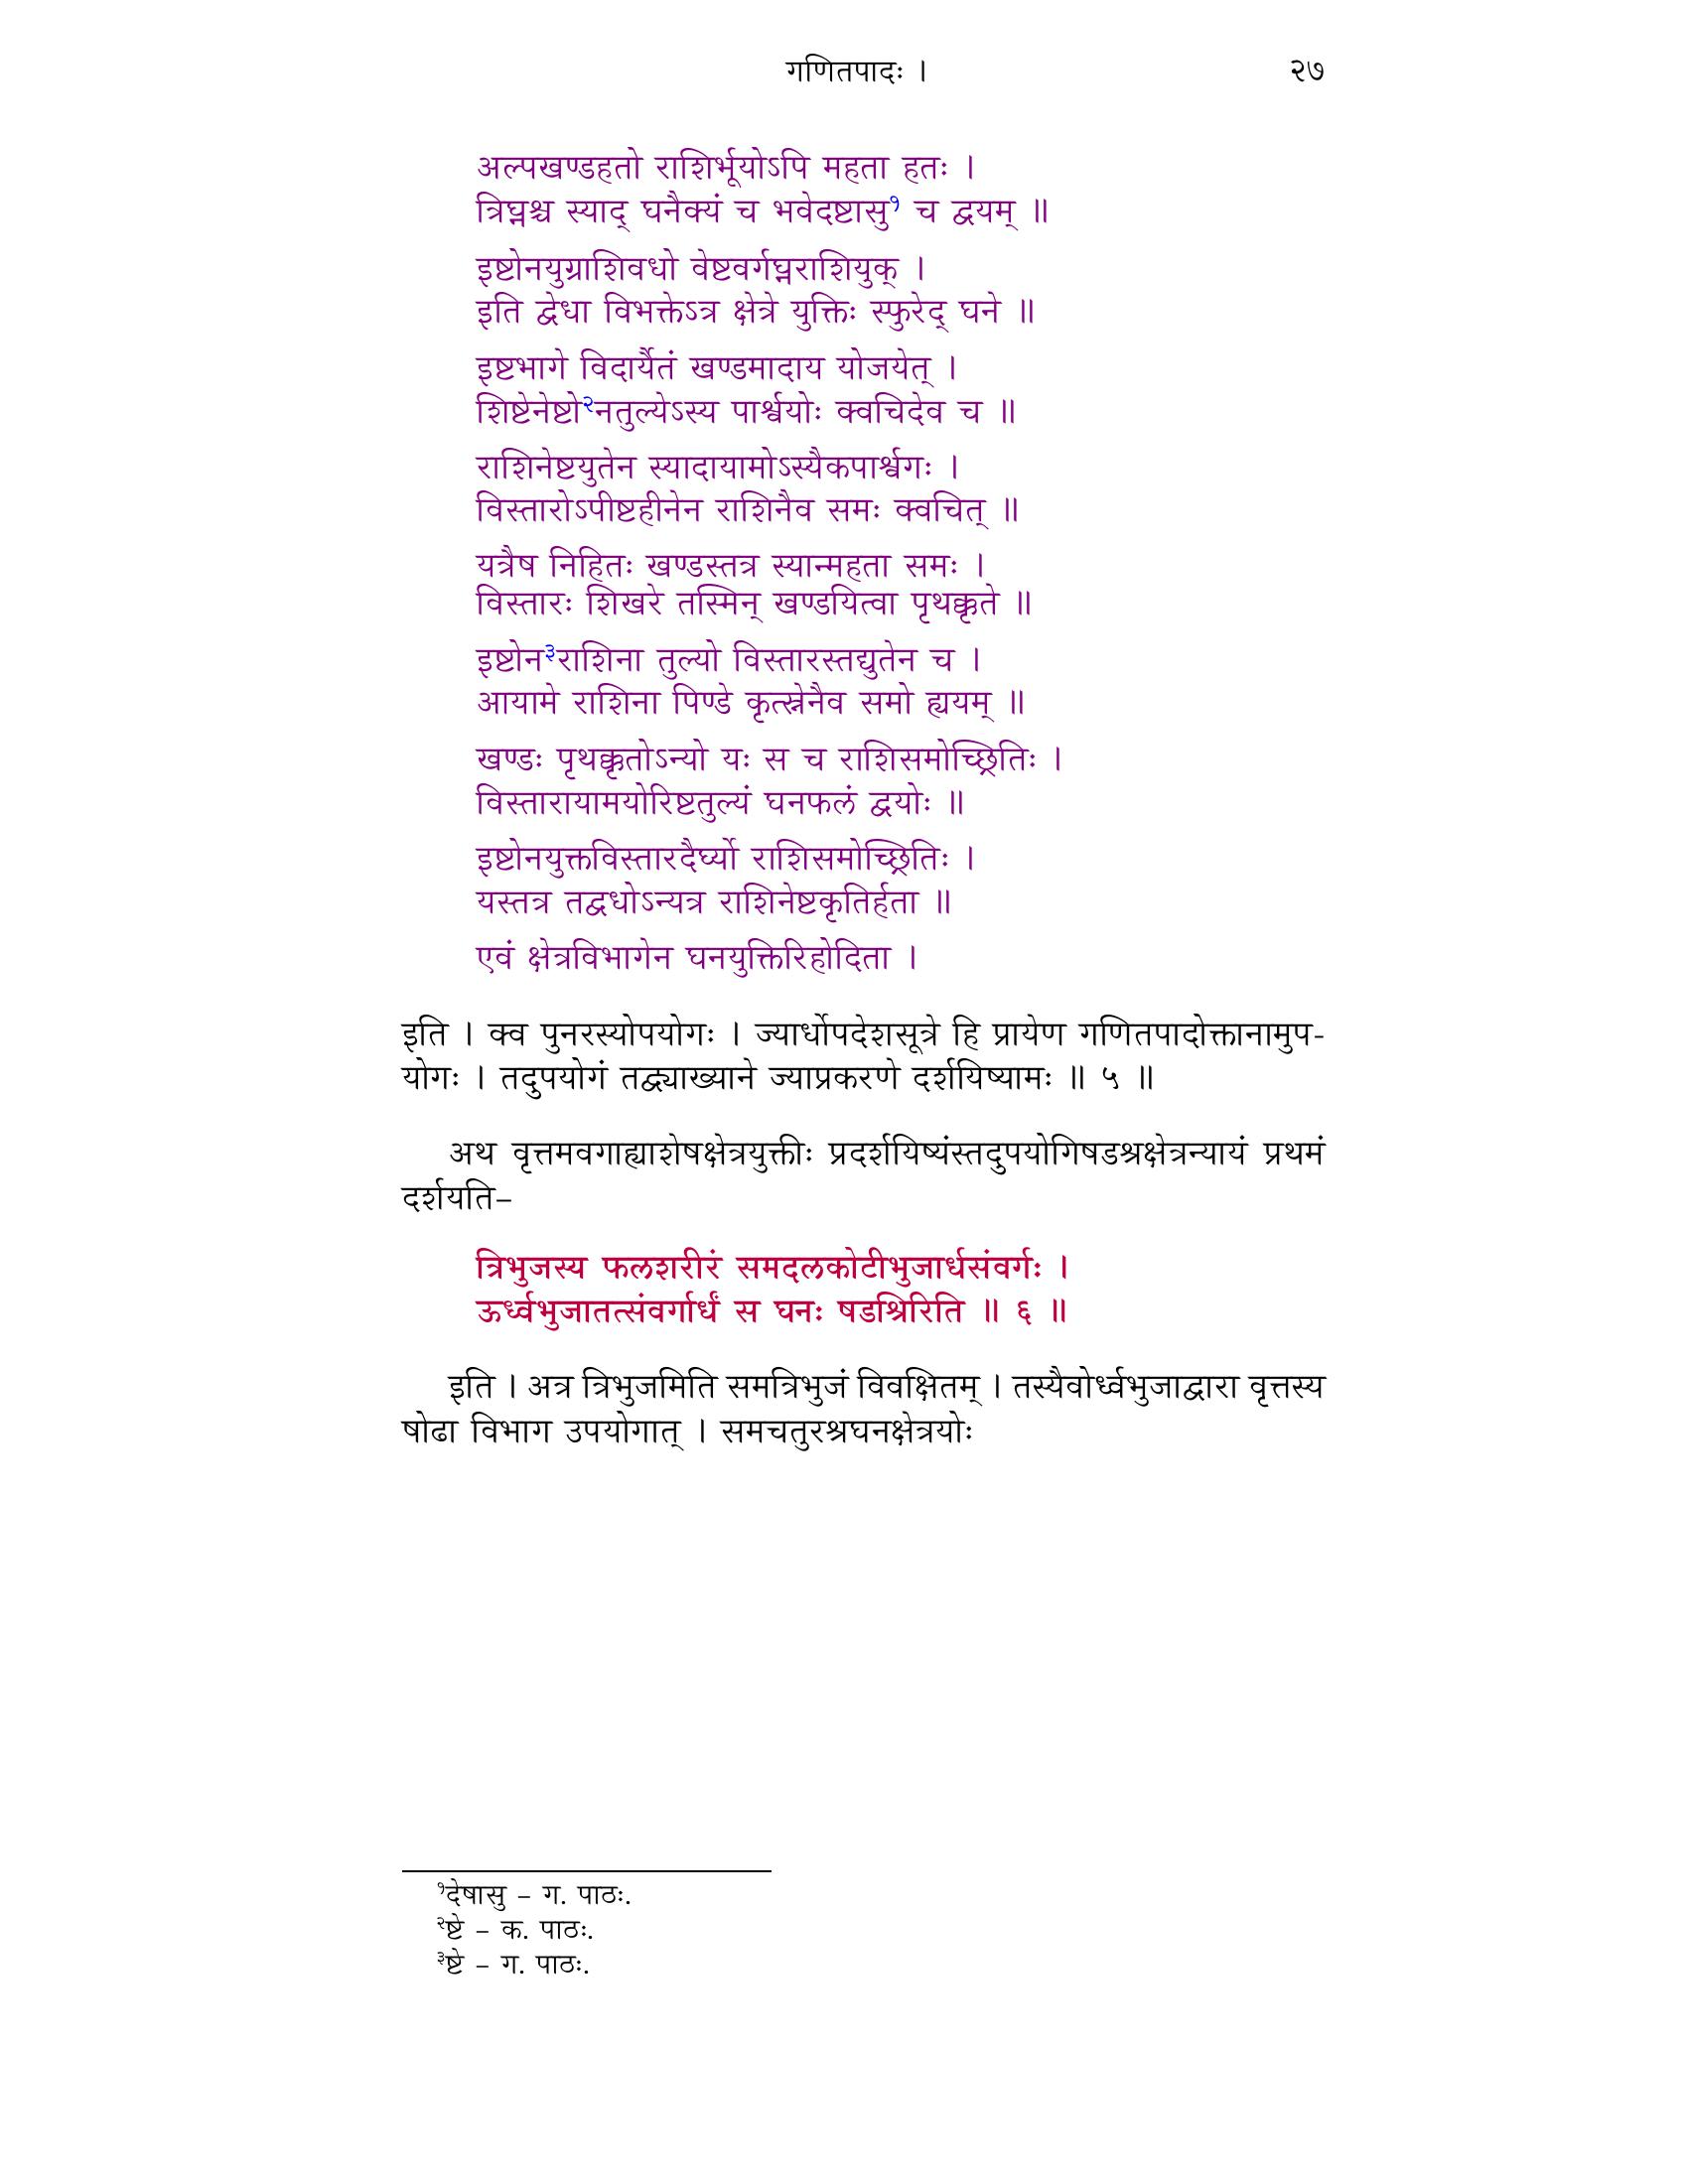 गणितपादः । २७
अल्पखण्डहतो राशिर्भूयोऽपि महता हतः ।
त्रिघ्नश्च स्याद् घनैक्यं च भवेदष्टासु१ च द्वयम् ॥
इष्टोनयुग्राशिवधो वेष्टवर्गघ्नराशियुक् ।
इति द्वेधा विभक्तेऽत्र क्षेत्रे युक्तिः स्फुरेद् घने ॥
इष्टभागे विदार्यैतं खण्डमादाय योजयेत् ।
शिष्टेनेष्टो२नतुल्येऽस्य पार्श्वयोः क्वचिदेव च ॥
राशिनेष्टयुतेन स्यादायामोऽस्यैकपार्श्वगः ।
विस्तारोऽपीष्टहीनेन राशिनैव समः क्वचित् ॥
यत्रैष निहितः खण्डस्तत्र स्यान्महता समः ।
विस्तारः शिखरे तस्मिन् खण्डयित्वा पृथक्कृते ॥
इष्टोन३राशिना तुल्यो विस्तारस्तद्युतेन च ।
आयामे राशिना पिण्डे कृत्स्नेनैव समो ह्ययम् ॥
खण्डः पृथक्कृतोऽन्यो यः स च राशिसमोच्छ्रितिः ।
विस्तारायामयोरिष्टतुल्यं घनफलं द्वयोः ॥
इष्टोनयुक्तविस्तारदैर्घ्यो राशिसमोच्छ्रितिः ।
यस्तत्र तद्वधोऽन्यत्र राशिनेष्टकृतिर्हता ॥
एवं क्षेत्रविभागेन घनयुक्तिरिहोदिता ।
इति । क्व पुनरस्योपयोगः । ज्यार्धोपदेशसूत्रे हि प्रायेण गणितपादोक्तानामुप-
योगः । तदुपयोगं तद्व्याख्याने ज्याप्रकरणे दर्शयिष्यामः ॥ ५ ॥
अथ वृत्तमवगाह्याशेषक्षेत्रयुक्तीः प्रदर्शयिष्यंस्तदुपयोगिषडश्रक्षेत्रन्यायं प्रथमं
दर्शयति–
त्रिभुजस्य फलशरीरं समदलकोटीभुजार्धसंवर्गः ।
ऊर्ध्वभुजातत्संवर्गार्धं स घनः षडश्रिरिति ॥ ६ ॥
इति । अत्र त्रिभुजमिति समत्रिभुजं विवक्षितम् । तस्यैवोर्ध्वभुजाद्वारा वृत्तस्य
षोढा विभाग उपयोगात् । समचतुरश्रघनक्षेत्रयोः
१देषासु – ग. पाठः.
२ष्टे – क. पाठः.
३ष्टे – ग. पाठः.